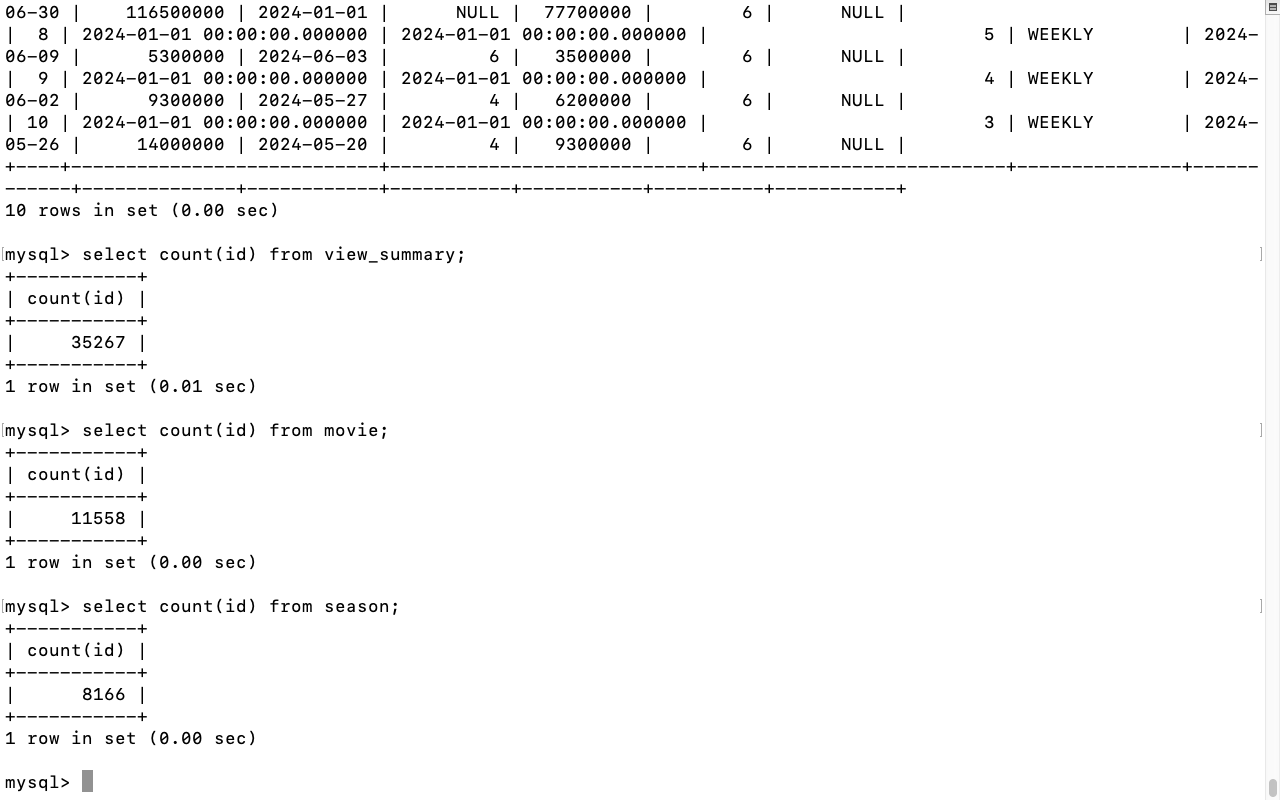 06-30 |    116500000 | 2024-01-01 |      NULL |  77700000 |        6 |      NULL |
|  8 | 2024-01-01 00:00:00.000000 | 2024-01-01 00:00:00.000000 |                         5 | WEEKLY        | 2024-
06-09 |      5300000 | 2024-06-03 |         6 |   3500000 |        6 |      NULL |
|  9 | 2024-01-01 00:00:00.000000 | 2024-01-01 00:00:00.000000 |                         4 | WEEKLY        | 2024-
06-02 |      9300000 | 2024-05-27 |         4 |   6200000 |        6 |      NULL |
| 10 | 2024-01-01 00:00:00.000000 | 2024-01-01 00:00:00.000000 |                         3 | WEEKLY        | 2024-
05-26 |     14000000 | 2024-05-20 |         4 |   9300000 |        6 |      NULL |
+----+----------------------------+----------------------------+---------------------------+---------------+------
------+--------------+------------+-----------+-----------+----------+-----------+
10 rows in set (0.00 sec)
[mysql> select count(id) from view_summary; ]
+-----------+
| count(id) |
+-----------+
|     35267 |
+-----------+
1 row in set (0.01 sec)
[mysql> select count(id) from movie; ]
+-----------+
| count(id) |
+-----------+
|     11558 |
+-----------+
1 row in set (0.00 sec)
[mysql> select count(id) from season; ]
+-----------+
| count(id) |
+-----------+
|      8166 |
+-----------+
1 row in set (0.00 sec)
mysql>